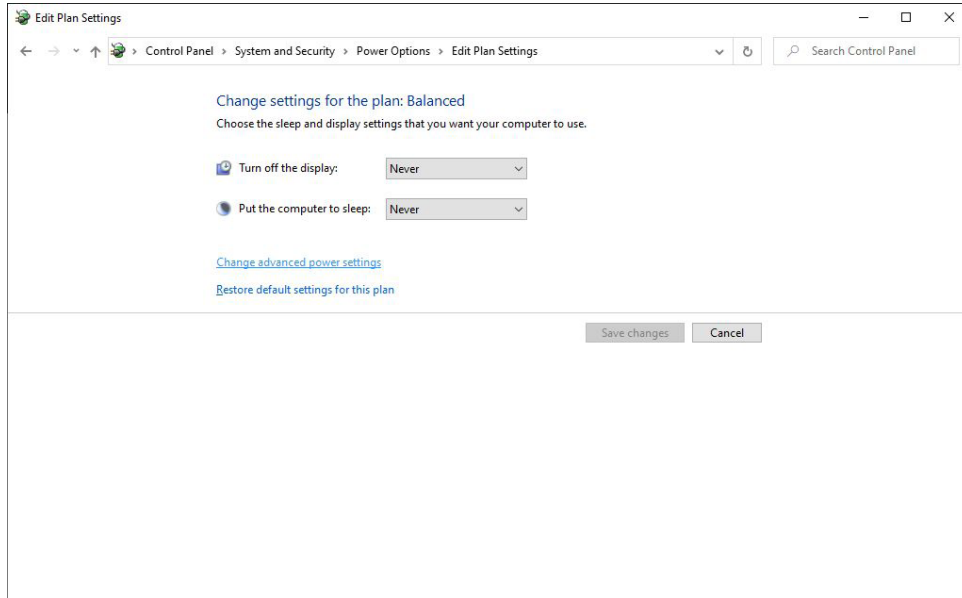 Edit Plan Settings
Control Panel > System and Security > Power Options > Edit Plan Settings
Search Control Panel
Change settings for the plan: Balanced
Choose the sleep and display settings that you want your computer to use.
Turn off the display: Never
Put the computer to sleep: Never
Change advanced power settings
Restore default settings for this plan
Save changes Cancel